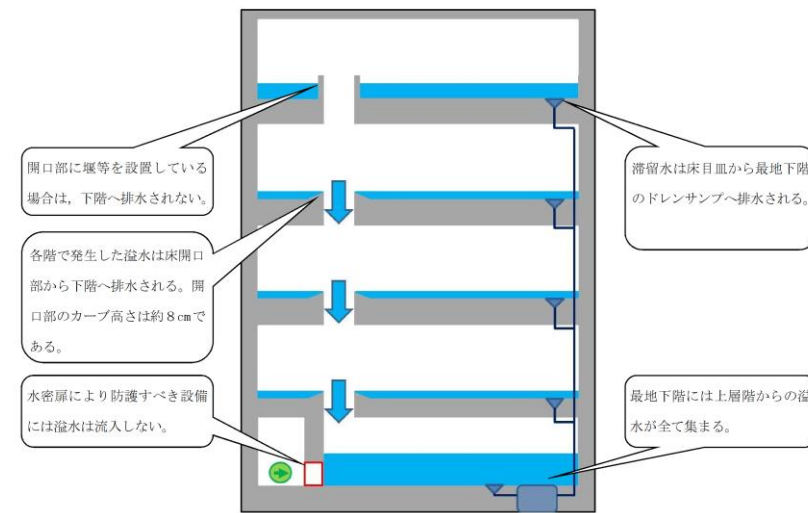 開口部に堰等を設置している
場合は，下階へ排水されない。
滞留水は床目皿から最地下階
のドレンサンプへ排水される。
各階で発生した溢水は床開口
部から下階へ排水される。開
口部のカーブ高さは約８cmで
ある。
水密扉により防護すべき設備
には溢水は流入しない。
最地下階には上層階からの溢
水が全て集まる。